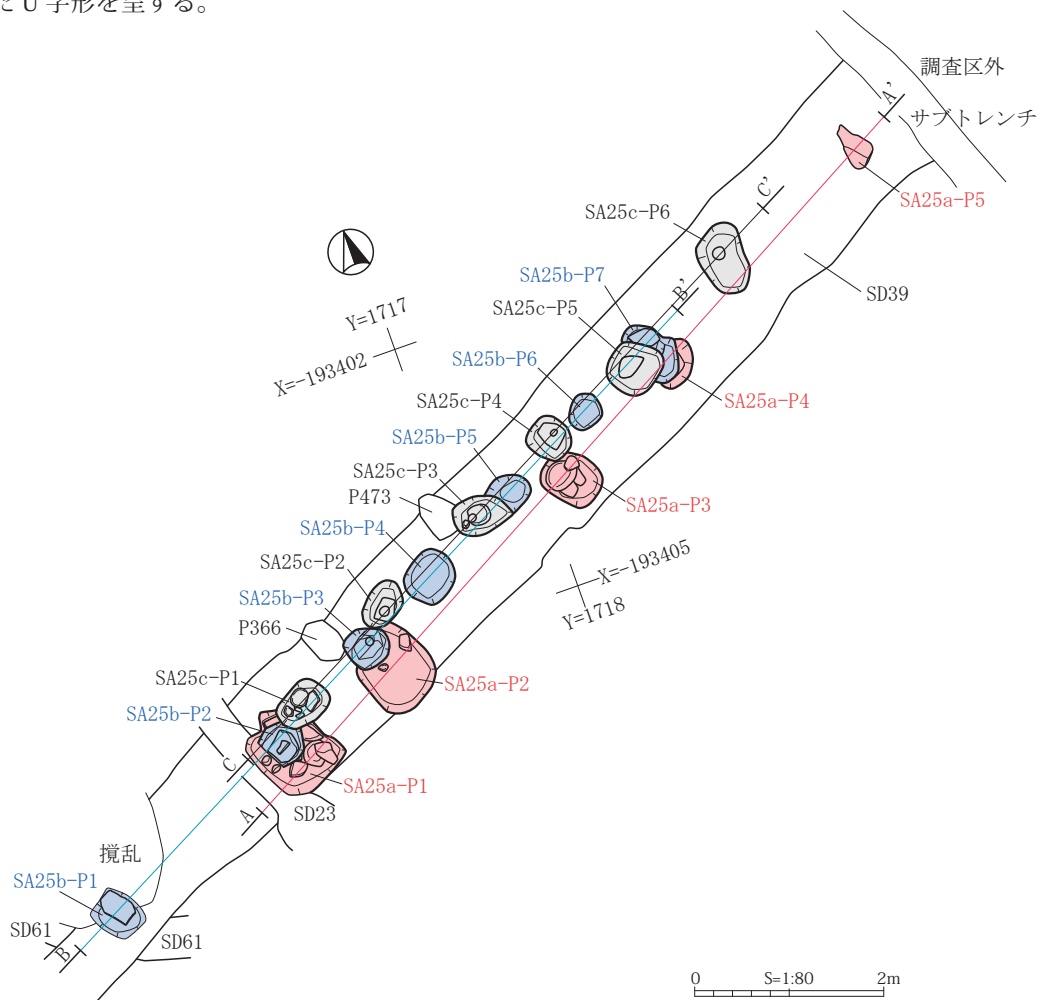 U字形を呈する。
調査区外
A’
サブトレンチ
SA25a-P5
C’
SA25c-P6
SD39
SA25b-P7
B’
SA25c-P5
Y=1717
X=-193402
SA25b-P6
SA25a-P4
SA25c-P4
SA25b-P5
SA25c-P3
P473
SA25a-P3
SA25b-P4
SA25c-P2
X=-193405
Y=1718
SA25b-P3
P366
SA25c-P1
SA25a-P2
SA25b-P2
C
SA25a-P1
A
SD23
撹乱
SA25b-P1
SD61
SD61
B
0 S=1:80 2m